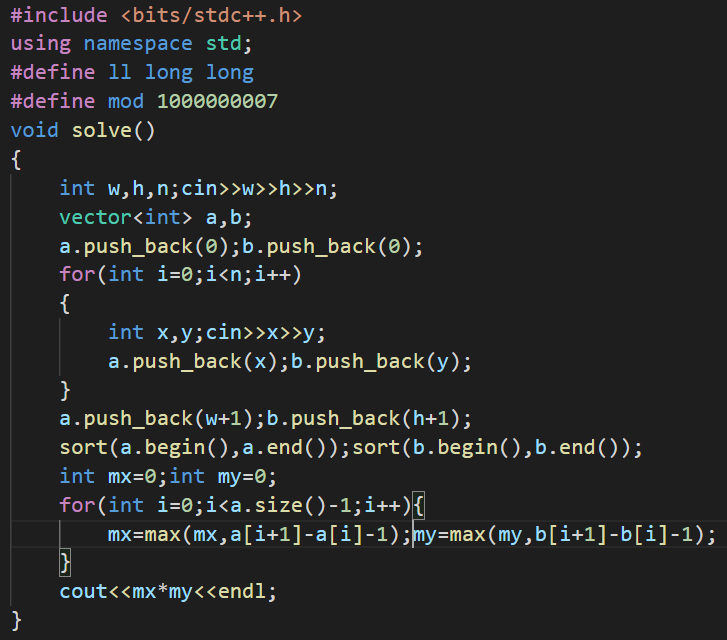 #include <bits/stdc++.h>
using namespace std;
#define ll long long
#define mod 1000000007
void solve()
{
    int w,h,n;cin>>w>>h>>n;
    vector<int> a,b;
    a.push_back(0);b.push_back(0);
    for(int i=0;i<n;i++)
    {
        int x,y;cin>>x>>y;
        a.push_back(x);b.push_back(y);
    }
    a.push_back(w+1);b.push_back(h+1);
    sort(a.begin(),a.end());sort(b.begin(),b.end());
    int mx=0;int my=0;
    for(int i=0;i<a.size()-1;i++){
        mx=max(mx,a[i+1]-a[i]-1);my=max(my,b[i+1]-b[i]-1);
    }
    cout<<mx*my<<endl;
}